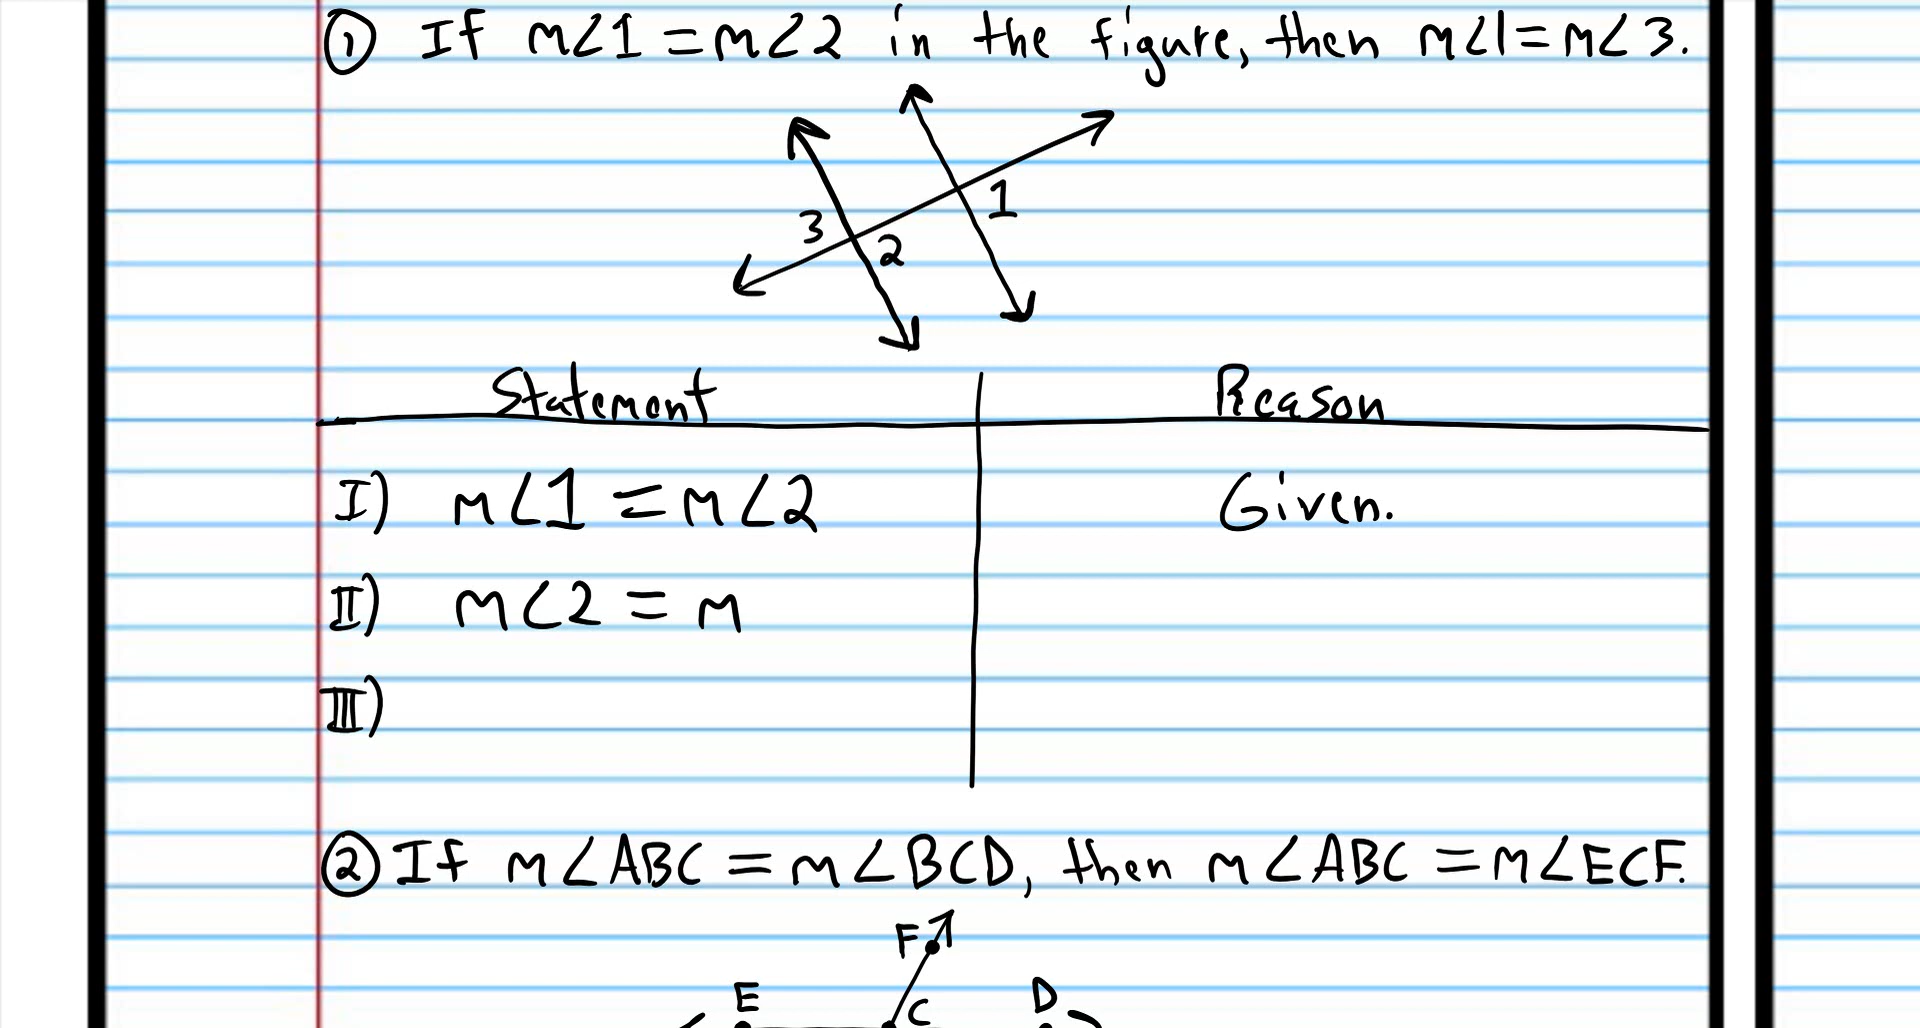 ① If m∠1 = m∠2 in the figure, then m∠1 = m∠3.
1
3
2
Statement Reason
I) m∠1 = m∠2 Given.
II) m∠2 = m
III)
② If m∠ABC = m∠BCD, then m∠ABC = m∠ECF.
F
E D
C